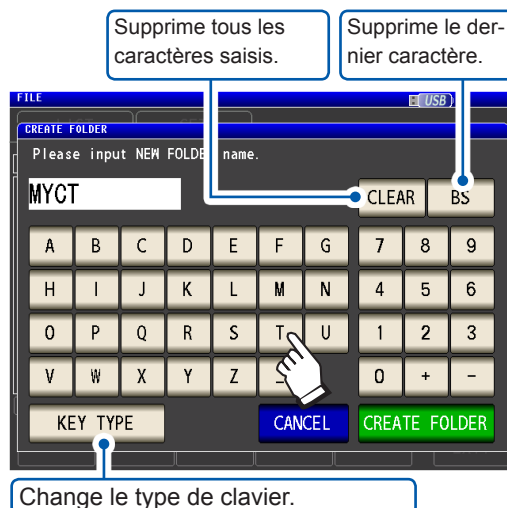 Supprime tous les
caractères saisis.
Supprime le der-
nier caractère.
FILE
USB
CREATE FOLDER
Please input NEW FOLDE name.
MYCT
CLEAR BS
A B C D E F G 7 8 9
H I J K L M N 4 5 6
O P Q R S T U 1 2 3
V W X Y Z 0 + -
KEY TYPE CANCEL CREATE FOLDER
Change le type de clavier.